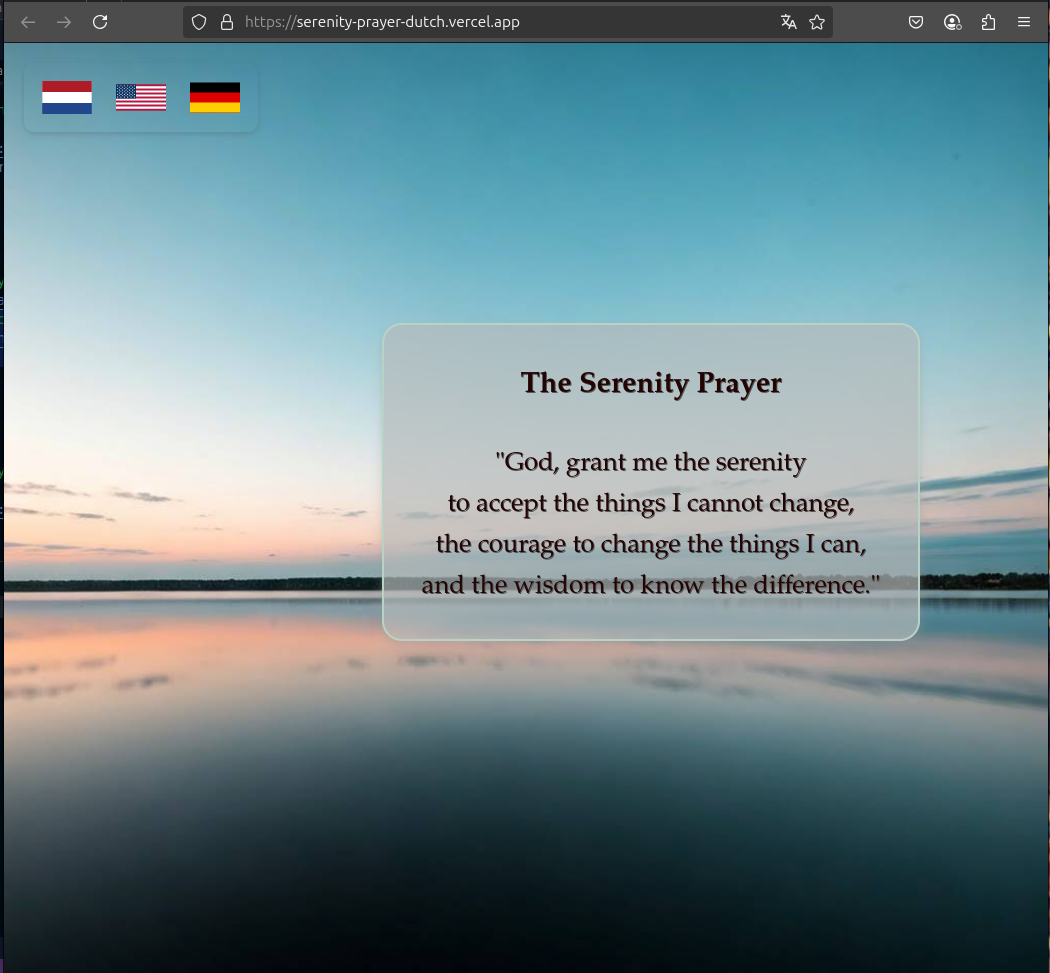 https://serenity-prayer-dutch.vercel.app
The Serenity Prayer
"God, grant me the serenity
to accept the things I cannot change,
the courage to change the things I can,
and the wisdom to know the difference."